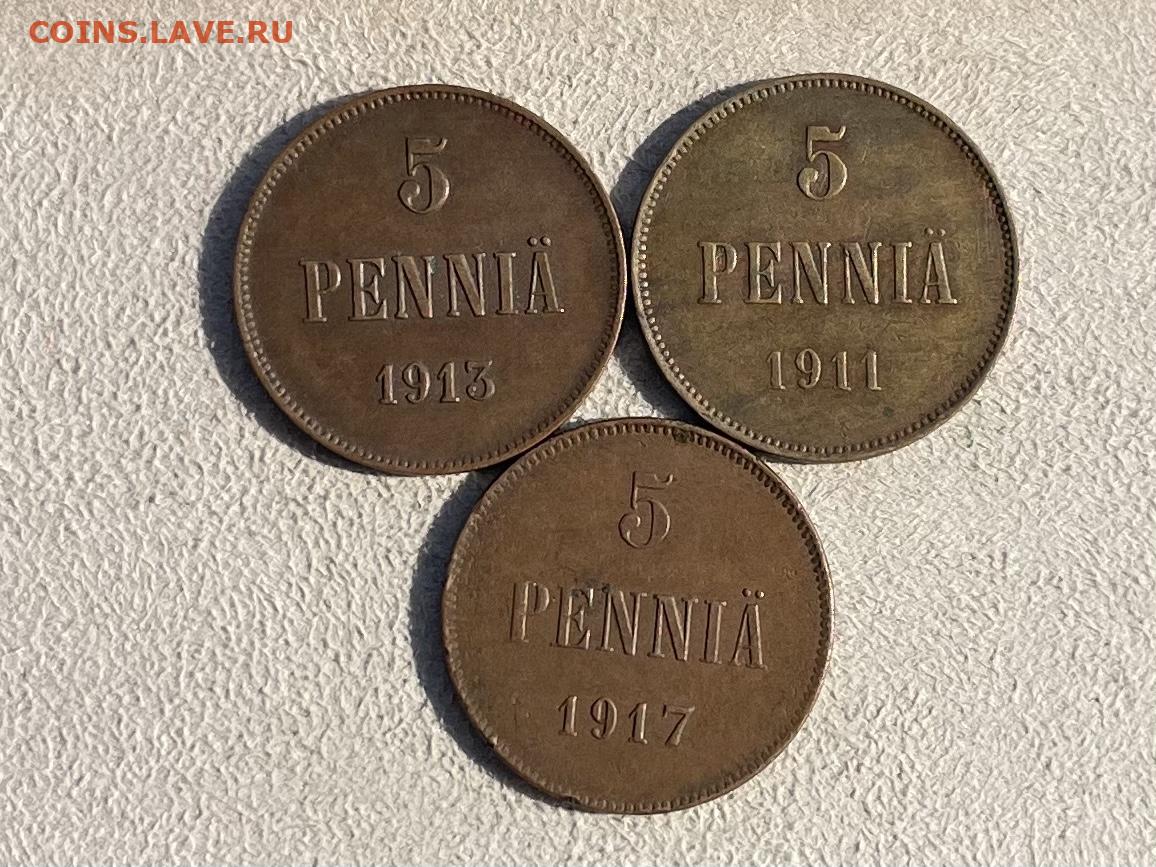 COINS.LAVE.RU
5
PENNIÄ
1913
5
PENNIÄ
1911
5
PENNIÄ
1917